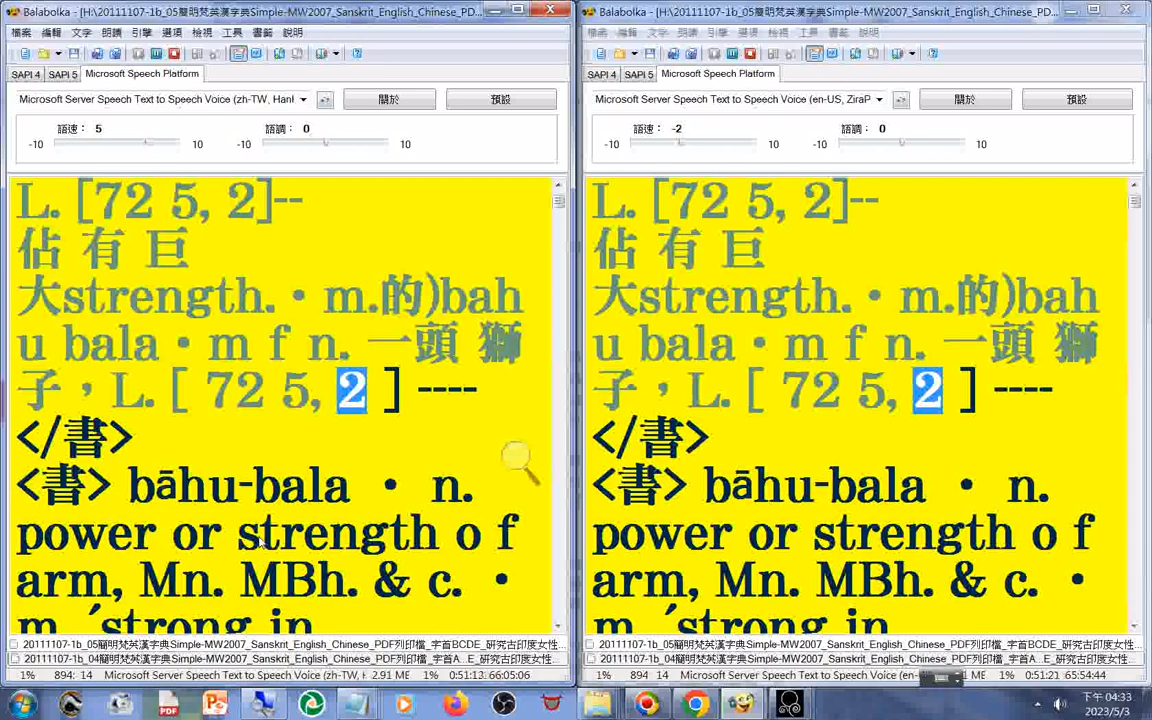 Balabolka - [H:\20111107-1b_05簡明梵英漢字典Simple-MW2007_Sanskrit_English_Chinese_PD...
檔案 編輯 文字 朗讀 引擎 選項 檢視 工具 書籤 說明
SAPI 4 SAPI 5 Microsoft Speech Platform
Microsoft Server Speech Text to Speech Voice (zh-TW, HanH 關於 預設
語速： 5 語調： 0
-10 10 -10 10
L. [72 5, 2]--
佔 有 巨
大strength.・m.的)bah
u bala・m f n. 一頭 獅
子，L. [ 72 5, 2 ] ----
</書>
<書> bāhu-bala ・ n.
power or strength o f
arm, Mn. MBh. & c. ・
m. ´strong in
20111107-1b_05簡明梵英漢字典Simple-MW2007_Sanskrit_English_Chinese_PDF列印檔_字首BCDE_研究古印度女性...
20111107-1b_04簡明梵英漢字典Simple-MW2007_Sanskrit_English_Chinese_PDF列印檔_字首A...E_研究古印度女性...
1% 894: 14 Microsoft Server Speech Text to Speech Voice (zh-TW, H 2.91 ME 1% 0:51:13 66:05:06
Balabolka - [H:\20111107-1b_05簡明梵英漢字典Simple-MW2007_Sanskrit_English_Chinese_PD...
檔案 編輯 文字 朗讀 引擎 選項 檢視 工具 書籤 說明
SAPI 4 SAPI 5 Microsoft Speech Platform
Microsoft Server Speech Text to Speech Voice (en-US, ZiraP 關於 預設
語速： -2 語調： 0
-10 10 -10 10
L. [72 5, 2]--
佔 有 巨
大strength.・m.的)bah
u bala・m f n. 一頭 獅
子，L. [ 72 5, 2 ] ----
</書>
<書> bāhu-bala ・ n.
power or strength o f
arm, Mn. MBh. & c. ・
m. ´strong in
20111107-1b_05簡明梵英漢字典Simple-MW2007_Sanskrit_English_Chinese_PDF列印檔_字首BCDE_研究古印度女性...
20111107-1b_04簡明梵英漢字典Simple-MW2007_Sanskrit_English_Chinese_PDF列印檔_字首A...E_研究古印度女性...
1% 894 14 Microsoft Server Speech Text to Speech Voice (en-US ME 1% 0:51:21 65:54:44
PDF
下午 04:33
2023/5/3